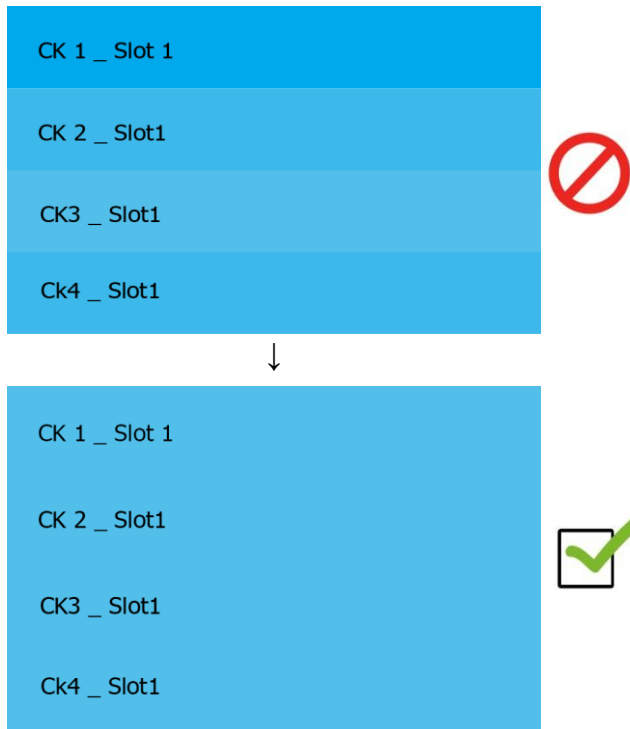 CK 1 _ Slot 1
CK 2 _ Slot1
CK3 _ Slot1
Ck4 _ Slot1
↓
CK 1 _ Slot 1
CK 2 _ Slot1
CK3 _ Slot1
Ck4 _ Slot1